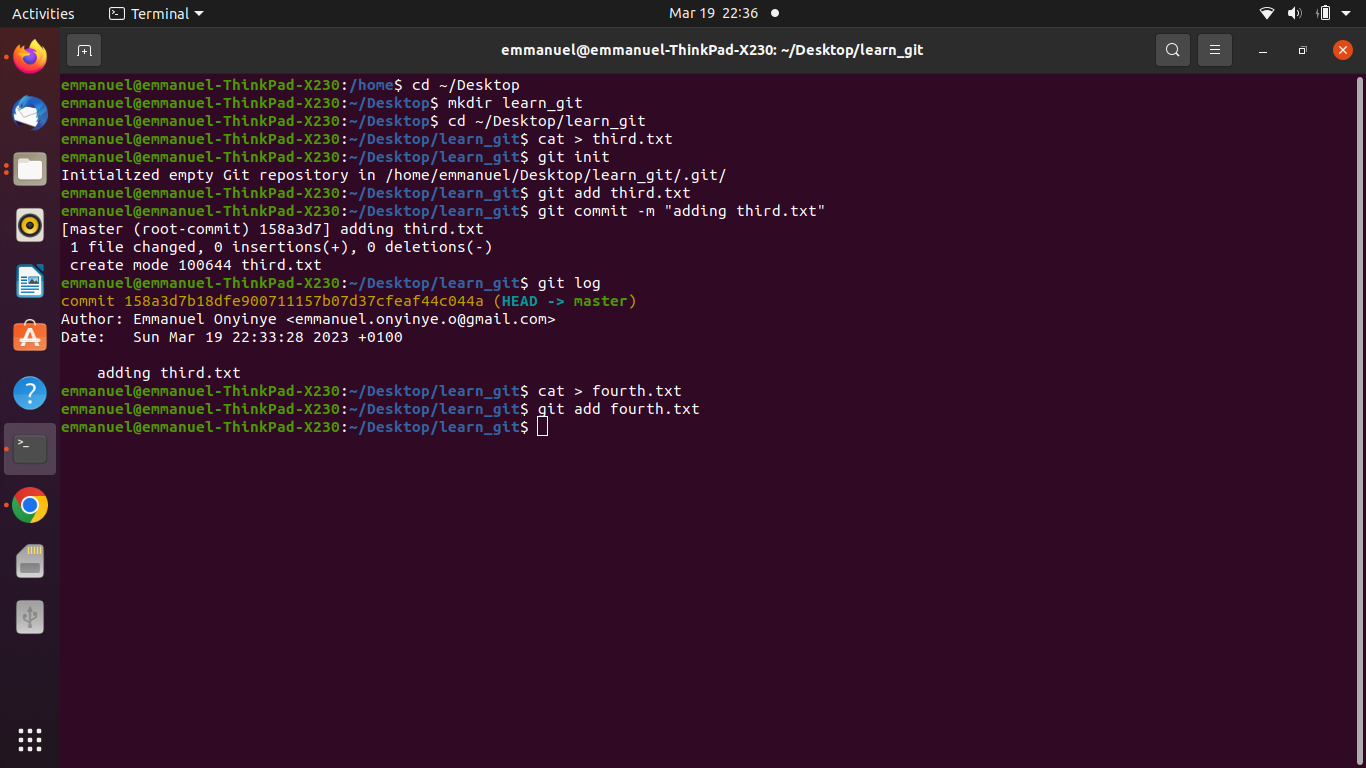 Activities
Terminal
Mar 19 22:36
emmanuel@emmanuel-ThinkPad-X230: ~/Desktop/learn_git
emmanuel@emmanuel-ThinkPad-X230:/home$ cd ~/Desktop
emmanuel@emmanuel-ThinkPad-X230:~/Desktop$ mkdir learn_git
emmanuel@emmanuel-ThinkPad-X230:~/Desktop$ cd ~/Desktop/learn_git
emmanuel@emmanuel-ThinkPad-X230:~/Desktop/learn_git$ cat > third.txt
emmanuel@emmanuel-ThinkPad-X230:~/Desktop/learn_git$ git init
Initialized empty Git repository in /home/emmanuel/Desktop/learn_git/.git/
emmanuel@emmanuel-ThinkPad-X230:~/Desktop/learn_git$ git add third.txt
emmanuel@emmanuel-ThinkPad-X230:~/Desktop/learn_git$ git commit -m "adding third.txt"
[master (root-commit) 158a3d7] adding third.txt
 1 file changed, 0 insertions(+), 0 deletions(-)
 create mode 100644 third.txt
emmanuel@emmanuel-ThinkPad-X230:~/Desktop/learn_git$ git log
commit 158a3d7b18dfe900711157b07d37cfeaf44c044a (HEAD -> master)
Author: Emmanuel Onyinye <emmanuel.onyinye.o@gmail.com>
Date:   Sun Mar 19 22:33:28 2023 +0100
    adding third.txt
emmanuel@emmanuel-ThinkPad-X230:~/Desktop/learn_git$ cat > fourth.txt
emmanuel@emmanuel-ThinkPad-X230:~/Desktop/learn_git$ git add fourth.txt
emmanuel@emmanuel-ThinkPad-X230:~/Desktop/learn_git$